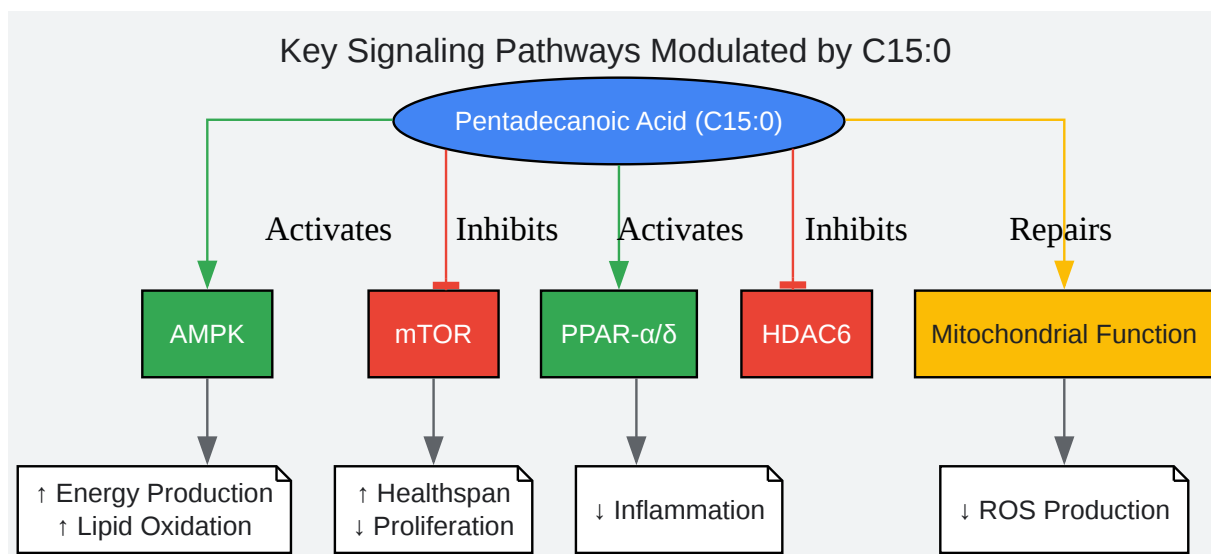 Key Signaling Pathways Modulated by C15:0
Pentadecanoic Acid (C15:0)
Activates
Inhibits
Activates
Inhibits
Repairs
AMPK
mTOR
PPAR-α/δ
HDAC6
Mitochondrial Function
↑ Energy Production
↑ Lipid Oxidation
↑ Healthspan
↓ Proliferation
↓ Inflammation
↓ ROS Production